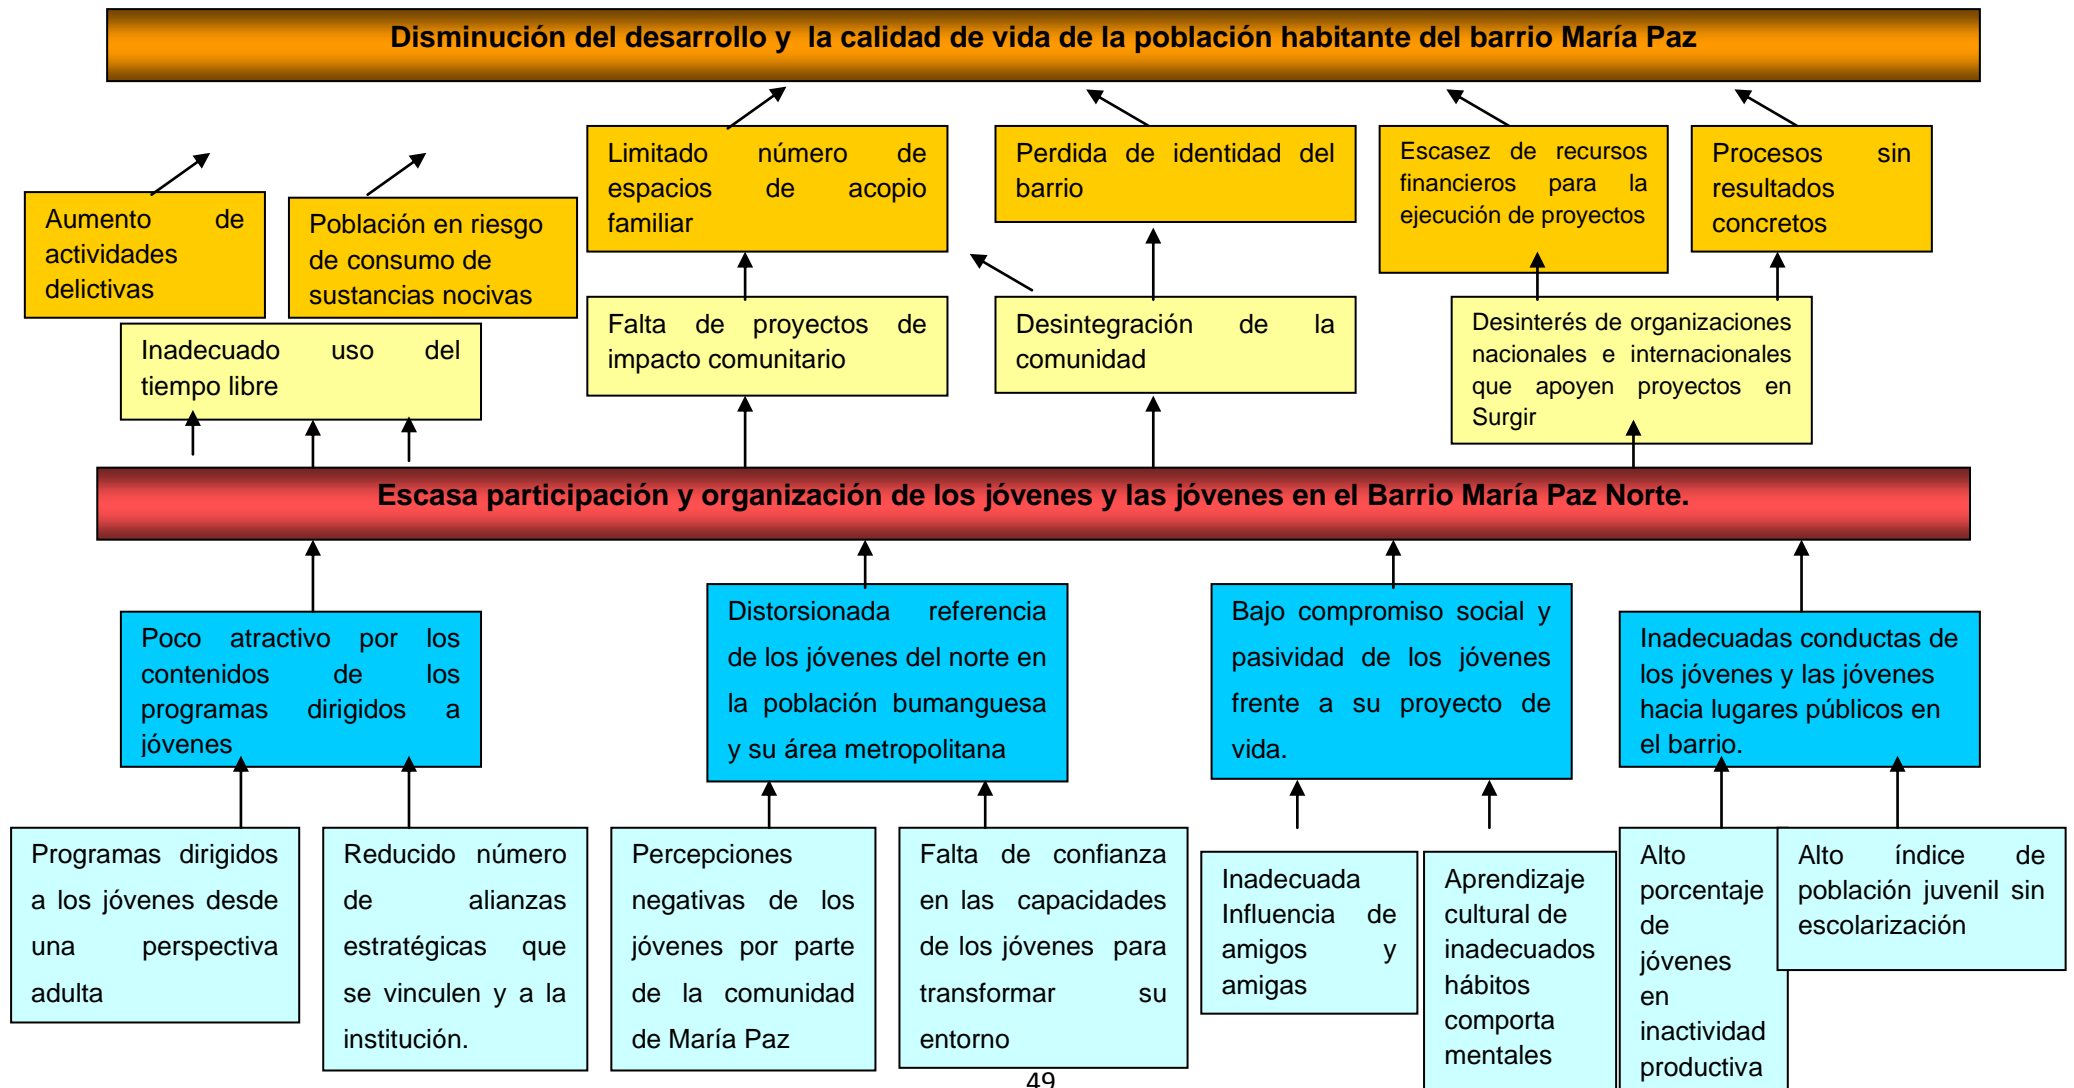 Disminución del desarrollo y la calidad de vida de la población habitante del barrio María Paz
Aumento de
actividades
delictivas
Población en riesgo
de consumo de
sustancias nocivas
Limitado número de
espacios de acopio
familiar
Perdida de identidad del
barrio
Escasez de recursos
financieros para la
ejecución de proyectos
Procesos sin
resultados
concretos
Inadecuado uso del
tiempo libre
Falta de proyectos de
impacto comunitario
Desintegración de la
comunidad
Desinterés de organizaciones
nacionales e internacionales
que apoyen proyectos en
Surgir
Escasa participación y organización de los jóvenes y las jóvenes en el Barrio María Paz Norte.
Poco atractivo por los
contenidos de los
programas dirigidos a
jóvenes
Distorsionada referencia
de los jóvenes del norte en
la población bumanguesa
y su área metropolitana
Bajo compromiso social y
pasividad de los jóvenes
frente a su proyecto de
vida.
Inadecuadas conductas de
los jóvenes y las jóvenes
hacia lugares públicos en
el barrio.
Programas dirigidos
a los jóvenes desde
una perspectiva
adulta
Reducido número
de alianzas
estratégicas que
se vinculen y a la
institución.
Percepciones
negativas de los
jóvenes por parte
de la comunidad
de María Paz
Falta de confianza
en las capacidades
de los jóvenes para
transformar su
entorno
Inadecuada
Influencia de
amigos y
amigas
Aprendizaje
cultural de
inadecuados
hábitos
comporta
mentales
Alto
porcentaje
de
jóvenes
en
inactividad
productiva
Alto índice de
población juvenil sin
escolarización
49